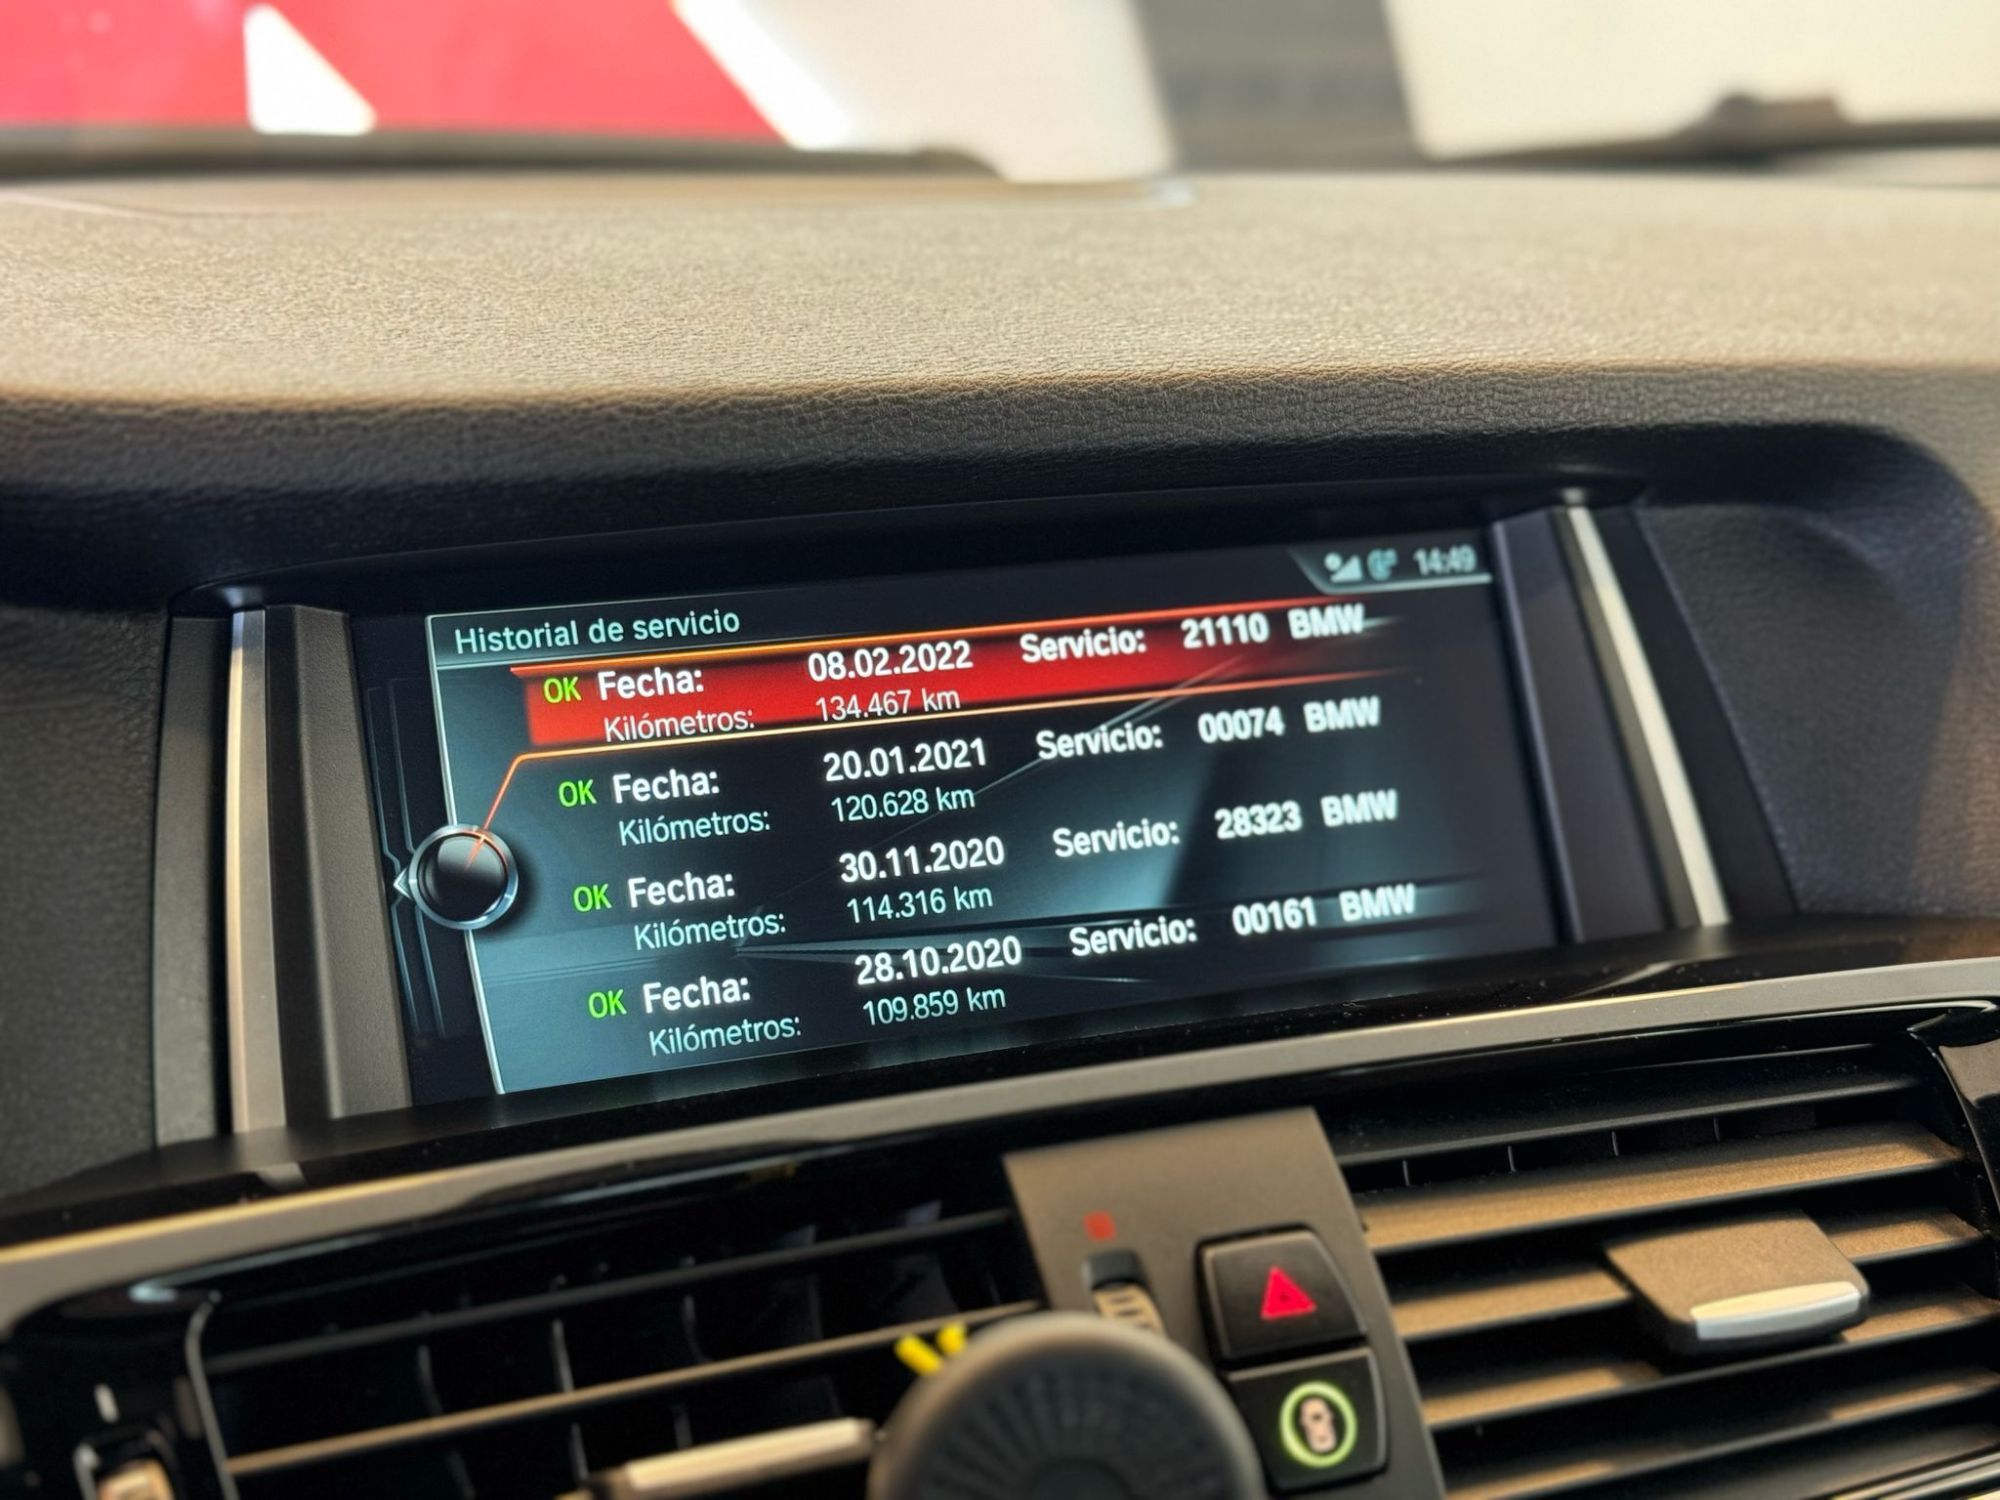 14:49
Historial de servicio
OK Fecha: 08.02.2022 Servicio: 21110 BMW
Kilómetros: 134.467 km
OK Fecha: 20.01.2021 Servicio: 00074 BMW
Kilómetros: 120.628 km
OK Fecha: 30.11.2020 Servicio: 28323 BMW
Kilómetros: 114.316 km
OK Fecha: 28.10.2020 Servicio: 00161 BMW
Kilómetros: 109.859 km